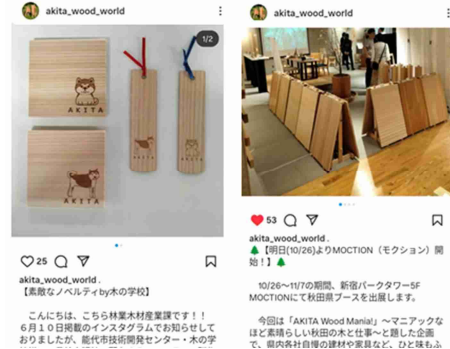 akita_wood_world
1/2
AKITA
AKITA
25
akita_wood_world .
【素敵なノベルティby木の学校】
こんにちは、こちら林業木材産業課です！！
６月１０日掲載のインスタグラムでお知らせして
おりましたが、能代市技術開発センター・木の学
akita_wood_world
53
akita_wood_world .
🌲【明日(10/26)よりMOCTION（モクション）開
始！】🌲
10/26〜11/7の期間、新宿パークタワー5F
MOCTIONにて秋田県ブースを出展します。
今回は「AKITA Wood Mania!」〜マニアックな
ほど素晴らしい秋田の木と仕事〜と題した企画
で、県内各社自慢の建材や家具など、ひと味もふ